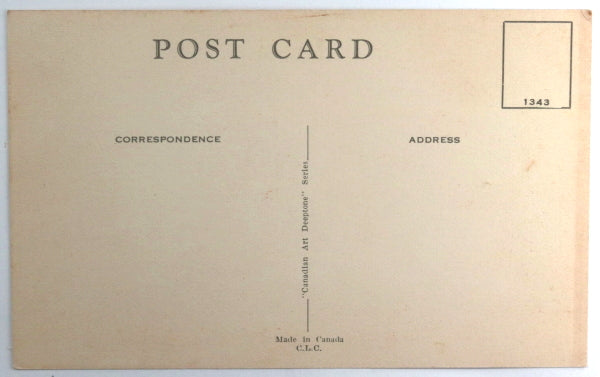 POST CARD
1343
CORRESPONDENCE
ADDRESS
"Canadian Art Deeptone" Series
Made in Canada
C.L.C.